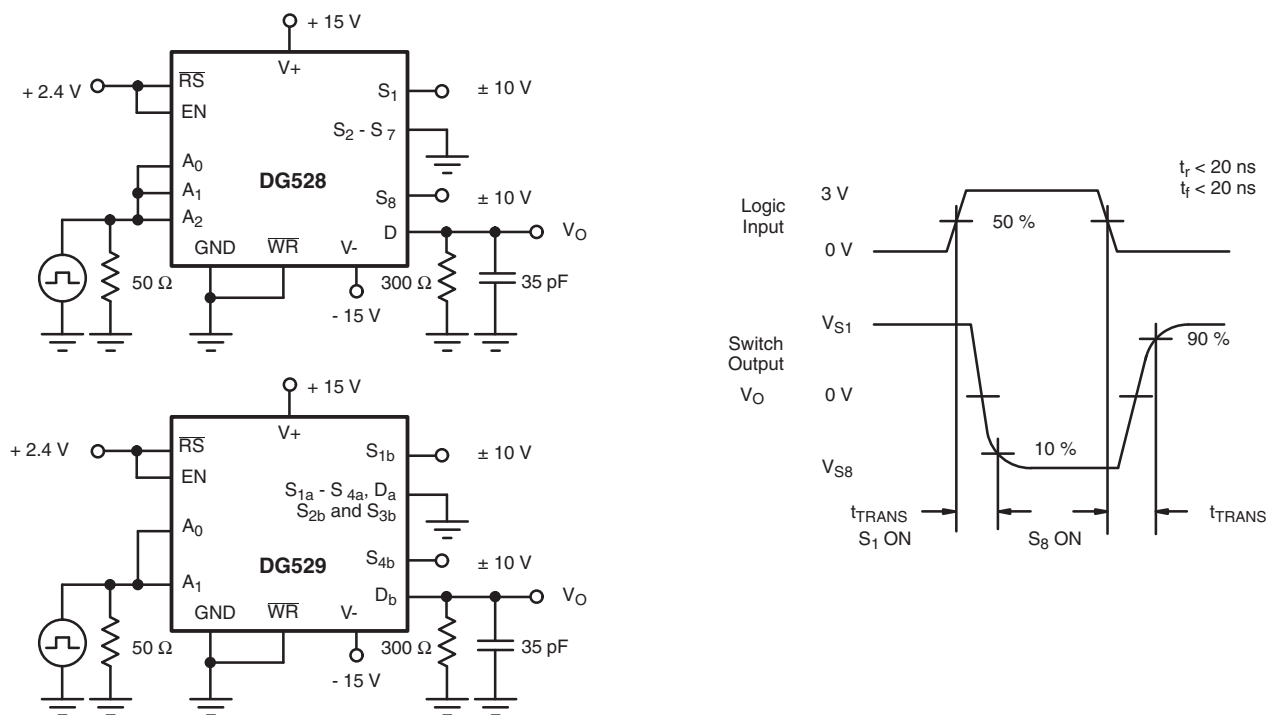 + 15 V
V+
+ 2.4 V
RS
EN
S1
± 10 V
S2 - S 7
A0
A1
A2
DG528
S8
± 10 V
D
VO
GND
WR
V-
50 Ω
- 15 V
300 Ω
35 pF
+ 15 V
V+
+ 2.4 V
RS
EN
S1b
± 10 V
S1a - S 4a, Da
S2b and S3b
A0
A1
DG529
S4b
± 10 V
Db
VO
GND
WR
V-
50 Ω
- 15 V
300 Ω
35 pF
Logic
Input
3 V
0 V
50 %
tr < 20 ns
tf < 20 ns
Switch
Output
VO
VS1
0 V
VS8
90 %
10 %
tTRANS
S1 ON
S8 ON
tTRANS